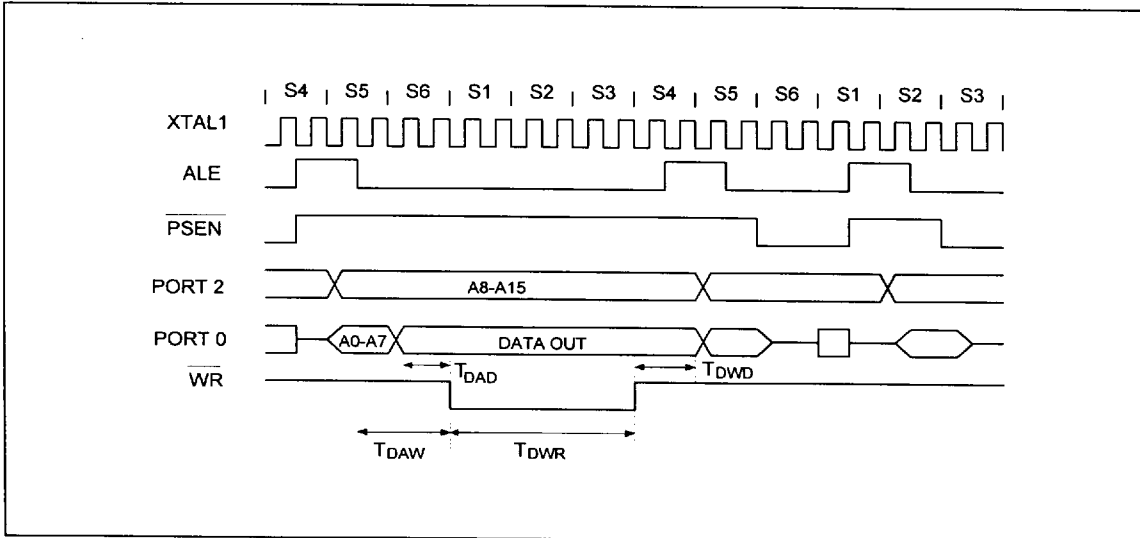 S4 S5 S6 S1 S2 S3 S4 S5 S6 S1 S2 S3
XTAL1
ALE
PSEN
PORT 2 A8-A15
PORT 0 A0-A7 DATA OUT
WR TDAD TDWD
TDAW TDWR